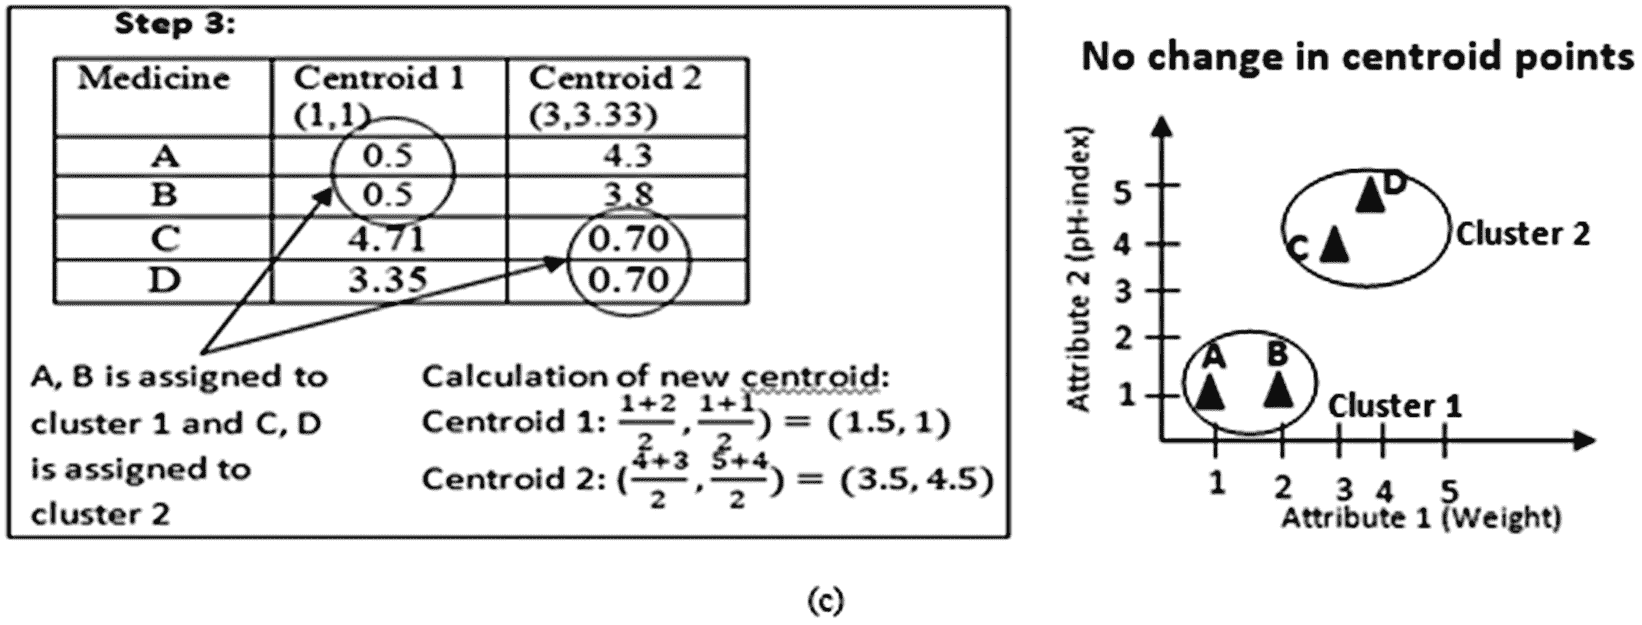 Step 3:
Medicine Centroid 1 Centroid 2
(1,1) (3,3.33)
A 0.5 4.3
B 0.5 3.8
C 4.71 0.70
D 3.35 0.70
A, B is assigned to
cluster 1 and C, D
is assigned to
cluster 2
Calculation of new centroid:
Centroid 1: 1+2/2, 1+1/2) = (1.5, 1)
Centroid 2: (4+3/2, 5+4/2) = (3.5, 4.5)
No change in centroid points
Attribute 2 (pH-index)
5
4
3
2
1
D
C
Cluster 2
A B
Cluster 1
1 2 3 4 5
Attribute 1 (Weight)
(c)